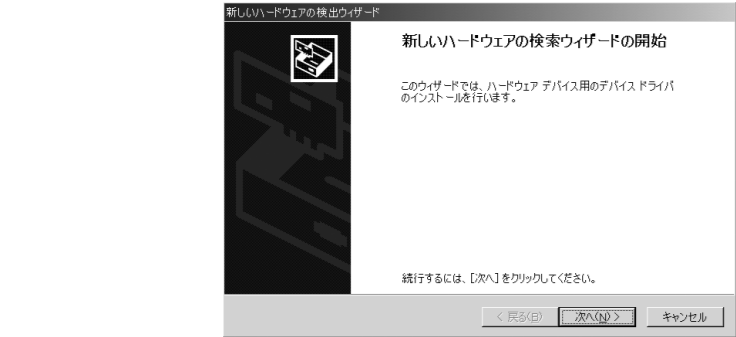 新しいハードウェアの検出ウィザード
新しいハードウェアの検索ウィザードの開始
このウィザードでは、ハードウェア デバイス用のデバイス ドライバ
のインストールを行います。
続行するには、[次へ] をクリックしてください。
< 戻る(B)
次へ(N) >
キャンセル